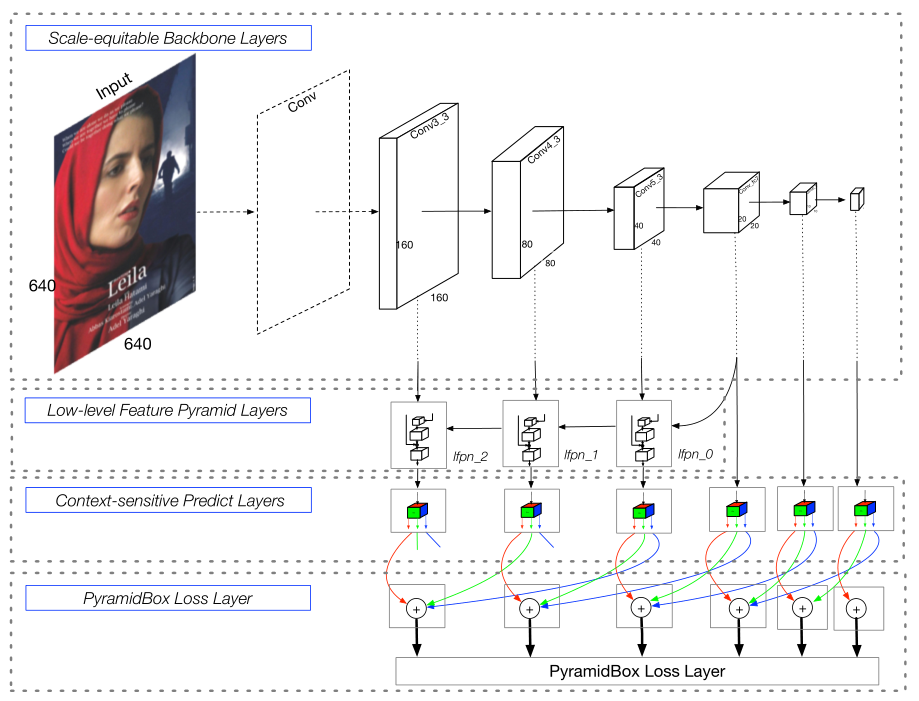 Scale-equitable Backbone Layers
Input
Conv
Conv3_3
Conv4_3
Conv5_3
Leila
Leila Hatami
Adel Yaraghi
640
640
160
160
80
80
40
40
20
20
Low-level Feature Pyramid Layers
lfpn_2
lfpn_1
lfpn_0
Context-sensitive Predict Layers
PyramidBox Loss Layer
+
+
+
+
+
+
PyramidBox Loss Layer